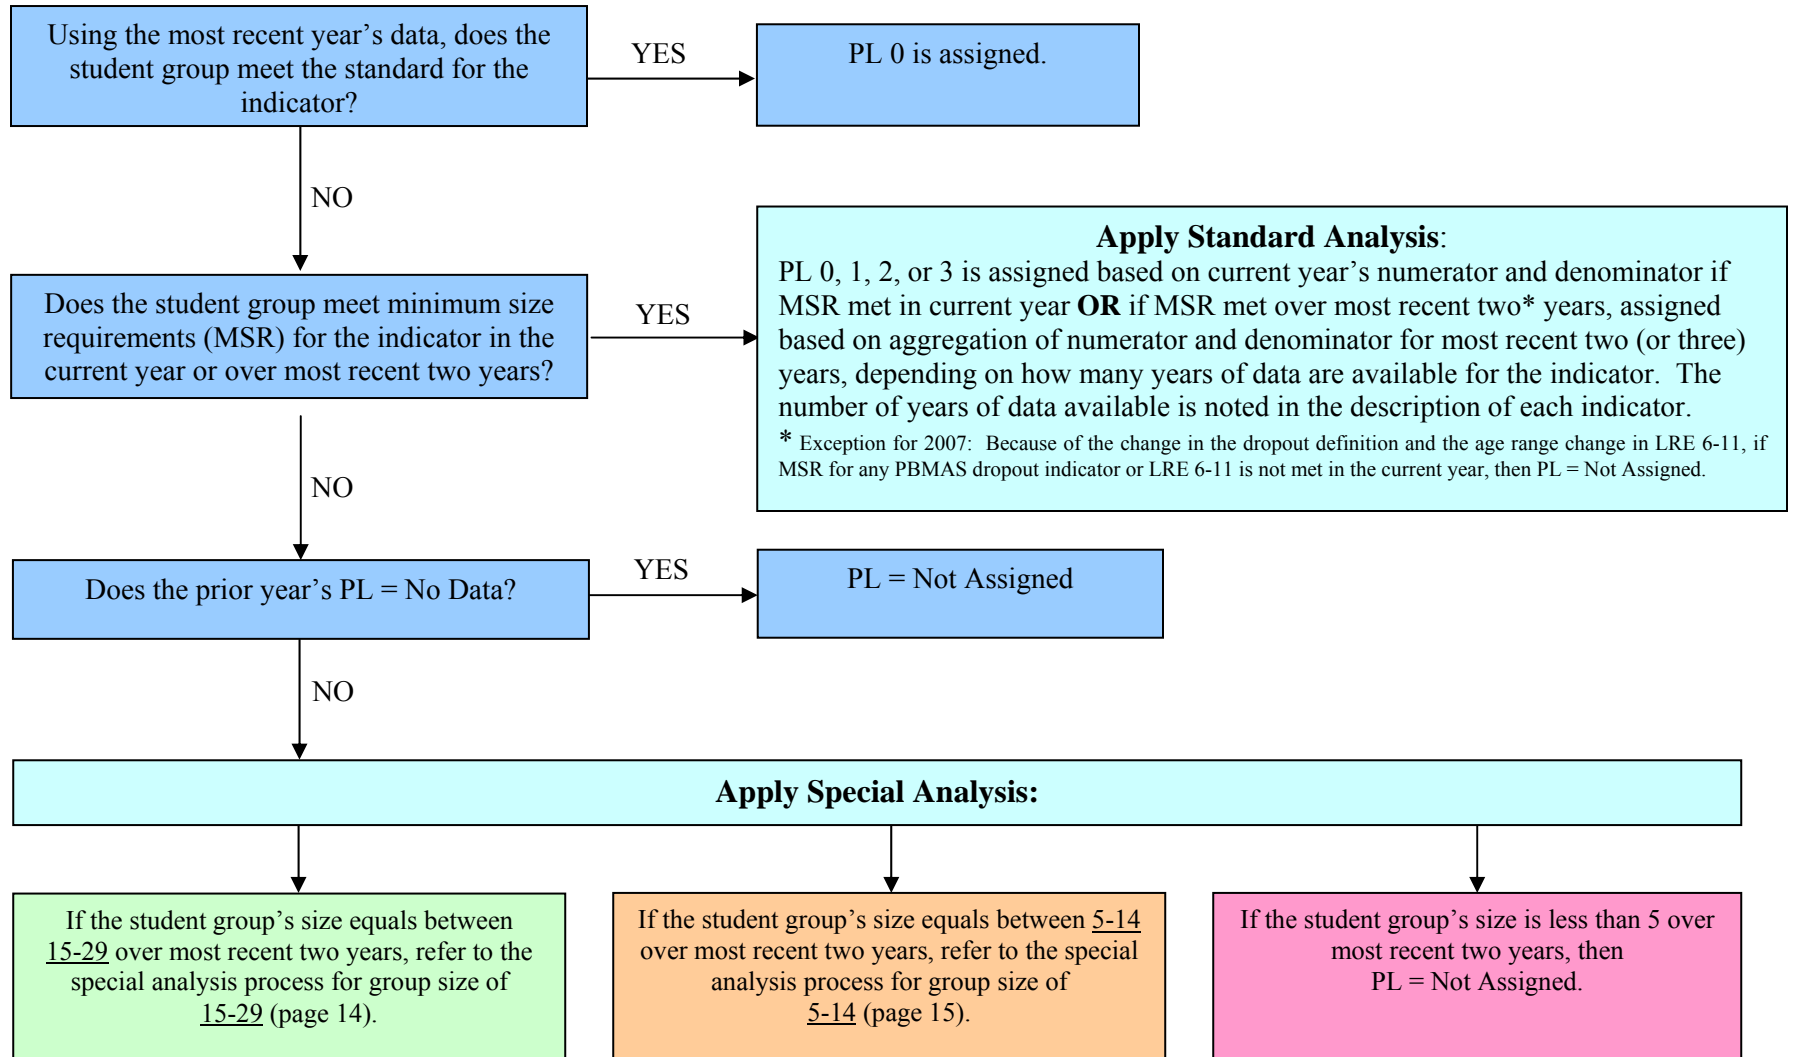 Using the most recent year’s data, does the
student group meet the standard for the
indicator?
YES
PL 0 is assigned.
NO
Does the student group meet minimum size
requirements (MSR) for the indicator in the
current year or over most recent two years?
YES
Apply Standard Analysis:
PL 0, 1, 2, or 3 is assigned based on current year’s numerator and denominator if
MSR met in current year OR if MSR met over most recent two* years, assigned
based on aggregation of numerator and denominator for most recent two (or three)
years, depending on how many years of data are available for the indicator.  The
number of years of data available is noted in the description of each indicator.
* Exception for 2007:  Because of the change in the dropout definition and the age range change in LRE 6-11, if
MSR for any PBMAS dropout indicator or LRE 6-11 is not met in the current year, then PL = Not Assigned.
NO
Does the prior year’s PL = No Data?
YES
PL = Not Assigned
NO
Apply Special Analysis:
If the student group’s size equals between
15-29 over most recent two years, refer to the
special analysis process for group size of
15-29 (page 14).
If the student group’s size equals between 5-14
over most recent two years, refer to the special
analysis process for group size of
5-14 (page 15).
If the student group’s size is less than 5 over
most recent two years, then
PL = Not Assigned.